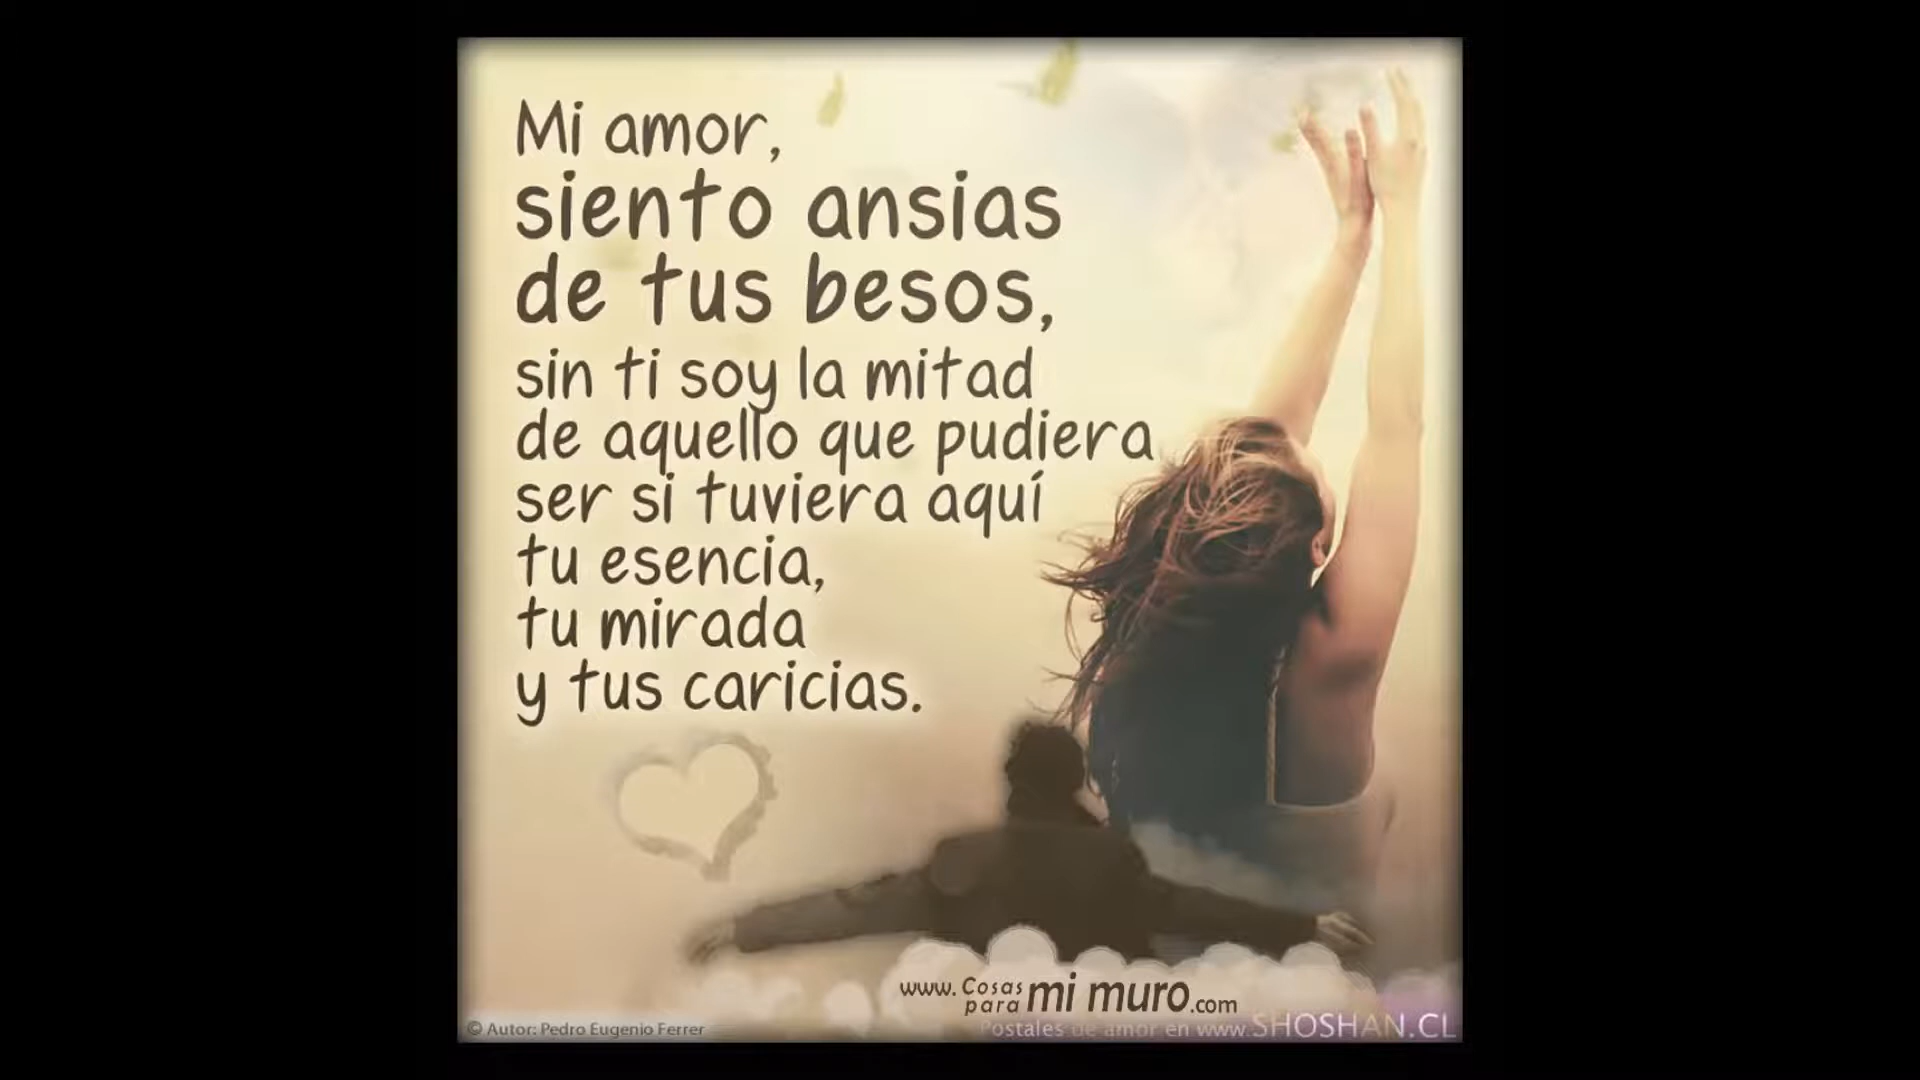 Mi amor,
siento ansias
de tus besos,
sin ti soy la mitad
de aquello que pudiera
ser si tuviera aquí
tu esencia,
tu mirada
y tus caricias.
www. Cosas para mi muro.com
© Autor: Pedro Eugenio Ferrer
Postales de amor en www.SHOSHAN.CL